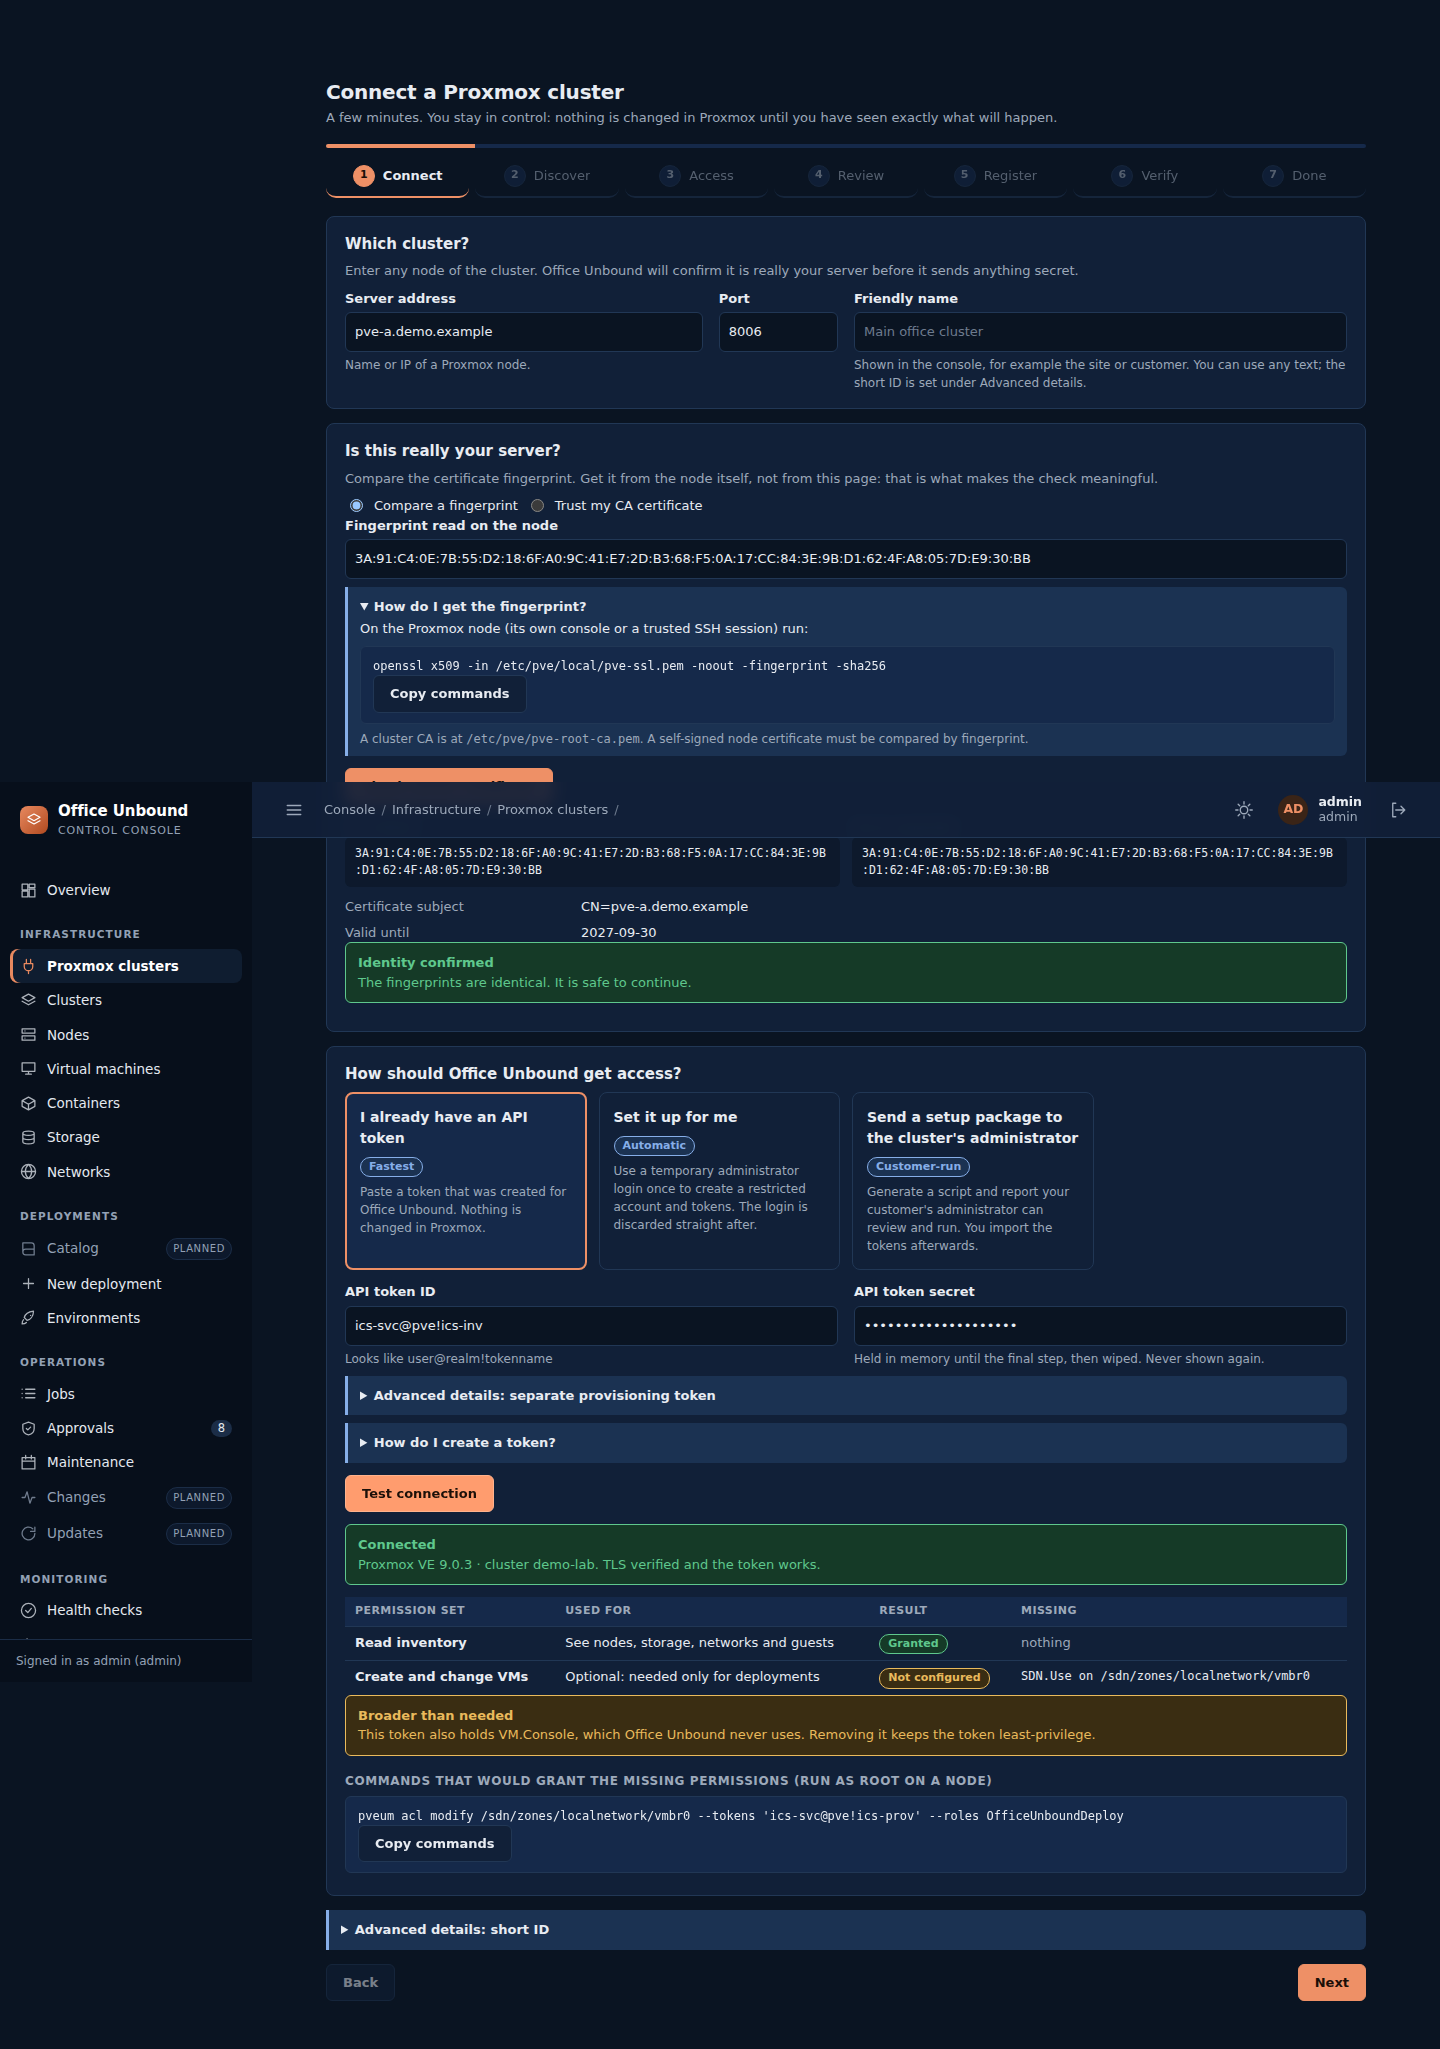 Connect a Proxmox cluster
A few minutes. You stay in control: nothing is changed in Proxmox until you have seen exactly what will happen.
1 Connect
2 Discover
3 Access
4 Review
5 Register
6 Verify
7 Done
Which cluster?
Enter any node of the cluster. Office Unbound will confirm it is really your server before it sends anything secret.
Server address
Port
Friendly name
pve-a.demo.example
8006
Main office cluster
Name or IP of a Proxmox node.
Shown in the console, for example the site or customer. You can use any text; the
short ID is set under Advanced details.
Is this really your server?
Compare the certificate fingerprint. Get it from the node itself, not from this page: that is what makes the check meaningful.
Compare a fingerprint
Trust my CA certificate
Fingerprint read on the node
3A:91:C4:0E:7B:55:D2:18:6F:A0:9C:41:E7:2D:B3:68:F5:0A:17:CC:84:3E:9B:D1:62:4F:A8:05:7D:E9:30:BB
How do I get the fingerprint?
On the Proxmox node (its own console or a trusted SSH session) run:
openssl x509 -in /etc/pve/local/pve-ssl.pem -noout -fingerprint -sha256
Copy commands
A cluster CA is at /etc/pve/pve-root-ca.pem. A self-signed node certificate must be compared by fingerprint.
Office Unbound
CONTROL CONSOLE
Console / Infrastructure / Proxmox clusters /
AD
admin
admin
3A:91:C4:0E:7B:55:D2:18:6F:A0:9C:41:E7:2D:B3:68:F5:0A:17:CC:84:3E:9B
:D1:62:4F:A8:05:7D:E9:30:BB
3A:91:C4:0E:7B:55:D2:18:6F:A0:9C:41:E7:2D:B3:68:F5:0A:17:CC:84:3E:9B
:D1:62:4F:A8:05:7D:E9:30:BB
Certificate subject
CN=pve-a.demo.example
Valid until
2027-09-30
Identity confirmed
The fingerprints are identical. It is safe to continue.
Overview
INFRASTRUCTURE
Proxmox clusters
Clusters
Nodes
Virtual machines
Containers
Storage
Networks
DEPLOYMENTS
Catalog
PLANNED
New deployment
Environments
OPERATIONS
Jobs
Approvals
8
Maintenance
Changes
PLANNED
Updates
PLANNED
MONITORING
Health checks
Signed in as admin (admin)
How should Office Unbound get access?
I already have an API
token
Fastest
Paste a token that was created for
Office Unbound. Nothing is
changed in Proxmox.
Set it up for me
Automatic
Use a temporary administrator
login once to create a restricted
account and tokens. The login is
discarded straight after.
Send a setup package to
the cluster's administrator
Customer-run
Generate a script and report your
customer's administrator can
review and run. You import the
tokens afterwards.
API token ID
API token secret
ics-svc@pve!ics-inv
••••••••••••••••••••
Looks like user@realm!tokenname
Held in memory until the final step, then wiped. Never shown again.
Advanced details: separate provisioning token
How do I create a token?
Test connection
Connected
Proxmox VE 9.0.3 · cluster demo-lab. TLS verified and the token works.
PERMISSION SET
USED FOR
RESULT
MISSING
Read inventory
See nodes, storage, networks and guests
Granted
nothing
Create and change VMs
Optional: needed only for deployments
Not configured
SDN.Use on /sdn/zones/localnetwork/vmbr0
Broader than needed
This token also holds VM.Console, which Office Unbound never uses. Removing it keeps the token least-privilege.
COMMANDS THAT WOULD GRANT THE MISSING PERMISSIONS (RUN AS ROOT ON A NODE)
pveum acl modify /sdn/zones/localnetwork/vmbr0 --tokens 'ics-svc@pve!ics-prov' --roles OfficeUnboundDeploy
Copy commands
Advanced details: short ID
Back
Next